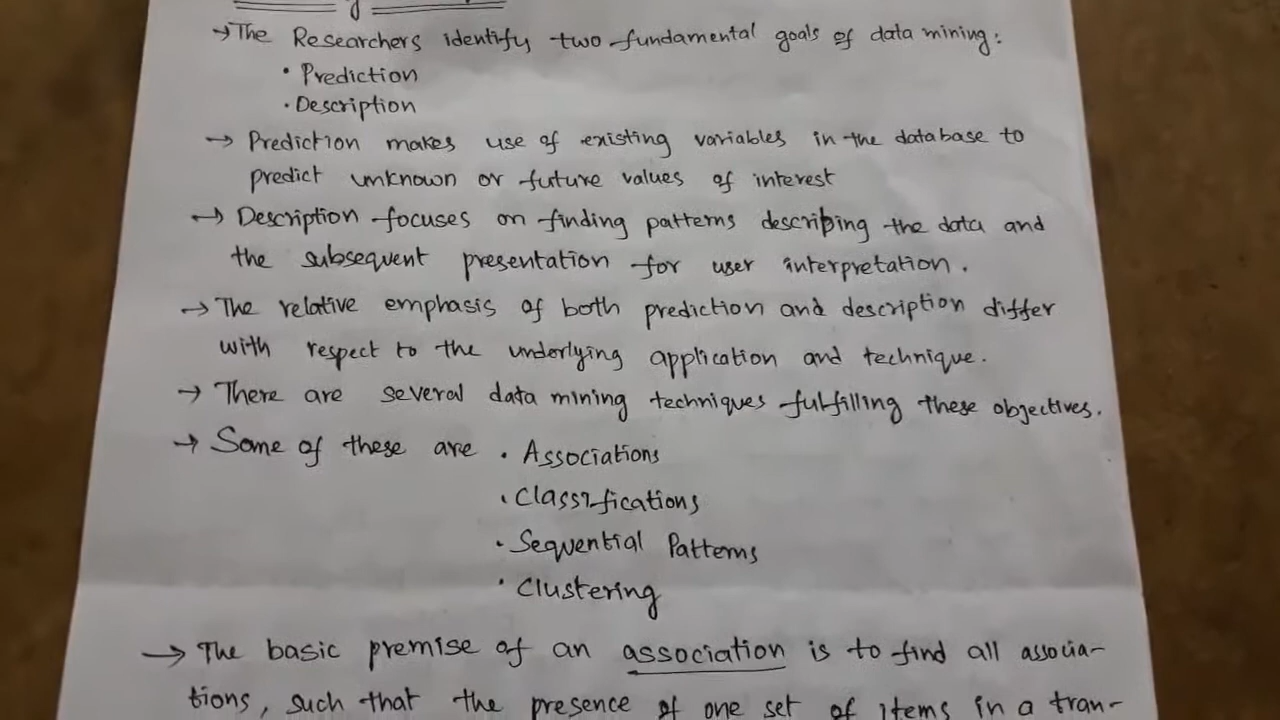 → The Researchers identify two fundamental goals of data mining:
• Prediction
• Description
→ Prediction makes use of existing variables in the database to
predict unknown or future values of interest
→ Description focuses on finding patterns describing the data and
the subsequent presentation for user interpretation.
→ The relative emphasis of both prediction and description differ
with respect to the underlying application and technique.
→ There are several data mining techniques fulfilling these objectives.
→ Some of these are • Associations
• Classifications
• Sequential Patterns
• Clustering
→ The basic premise of an association is to find all associa-
tions, such that the presence of one set of items in a tran-